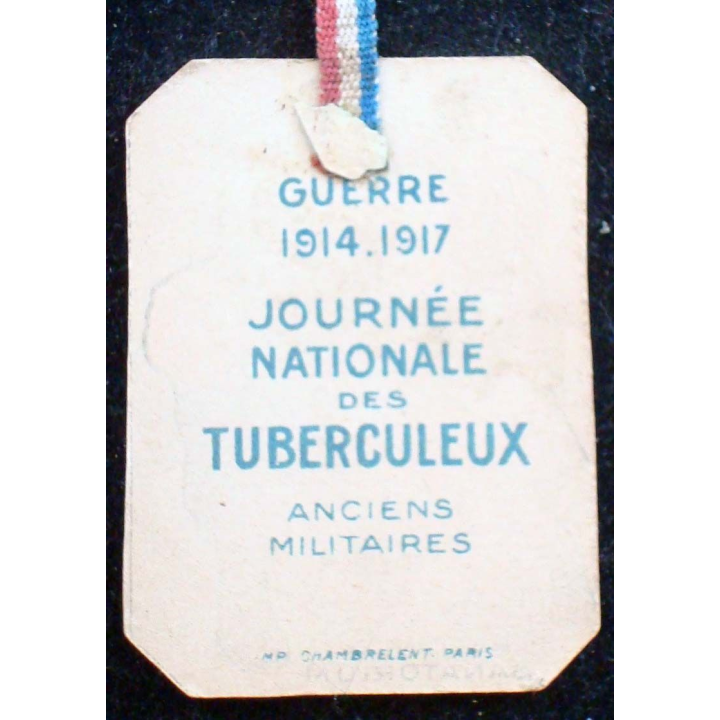 GUERRE
1914.1917
JOURNÉE
NATIONALE
DES
TUBERCULEUX
ANCIENS
MILITAIRES
IMP. CHAMBRELENT. PARIS